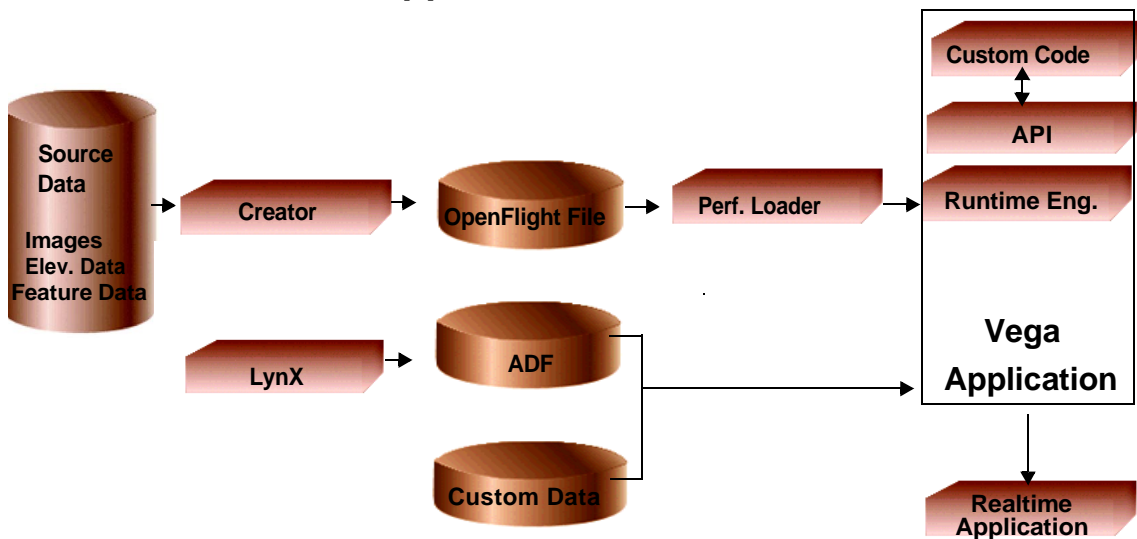 Custom Code
API
Runtime Eng.
Vega
Application
Source
Data
Images
Elev. Data
Feature Data
Creator
OpenFlight File
Perf. Loader
LynX
ADF
Custom Data
Realtime
Application